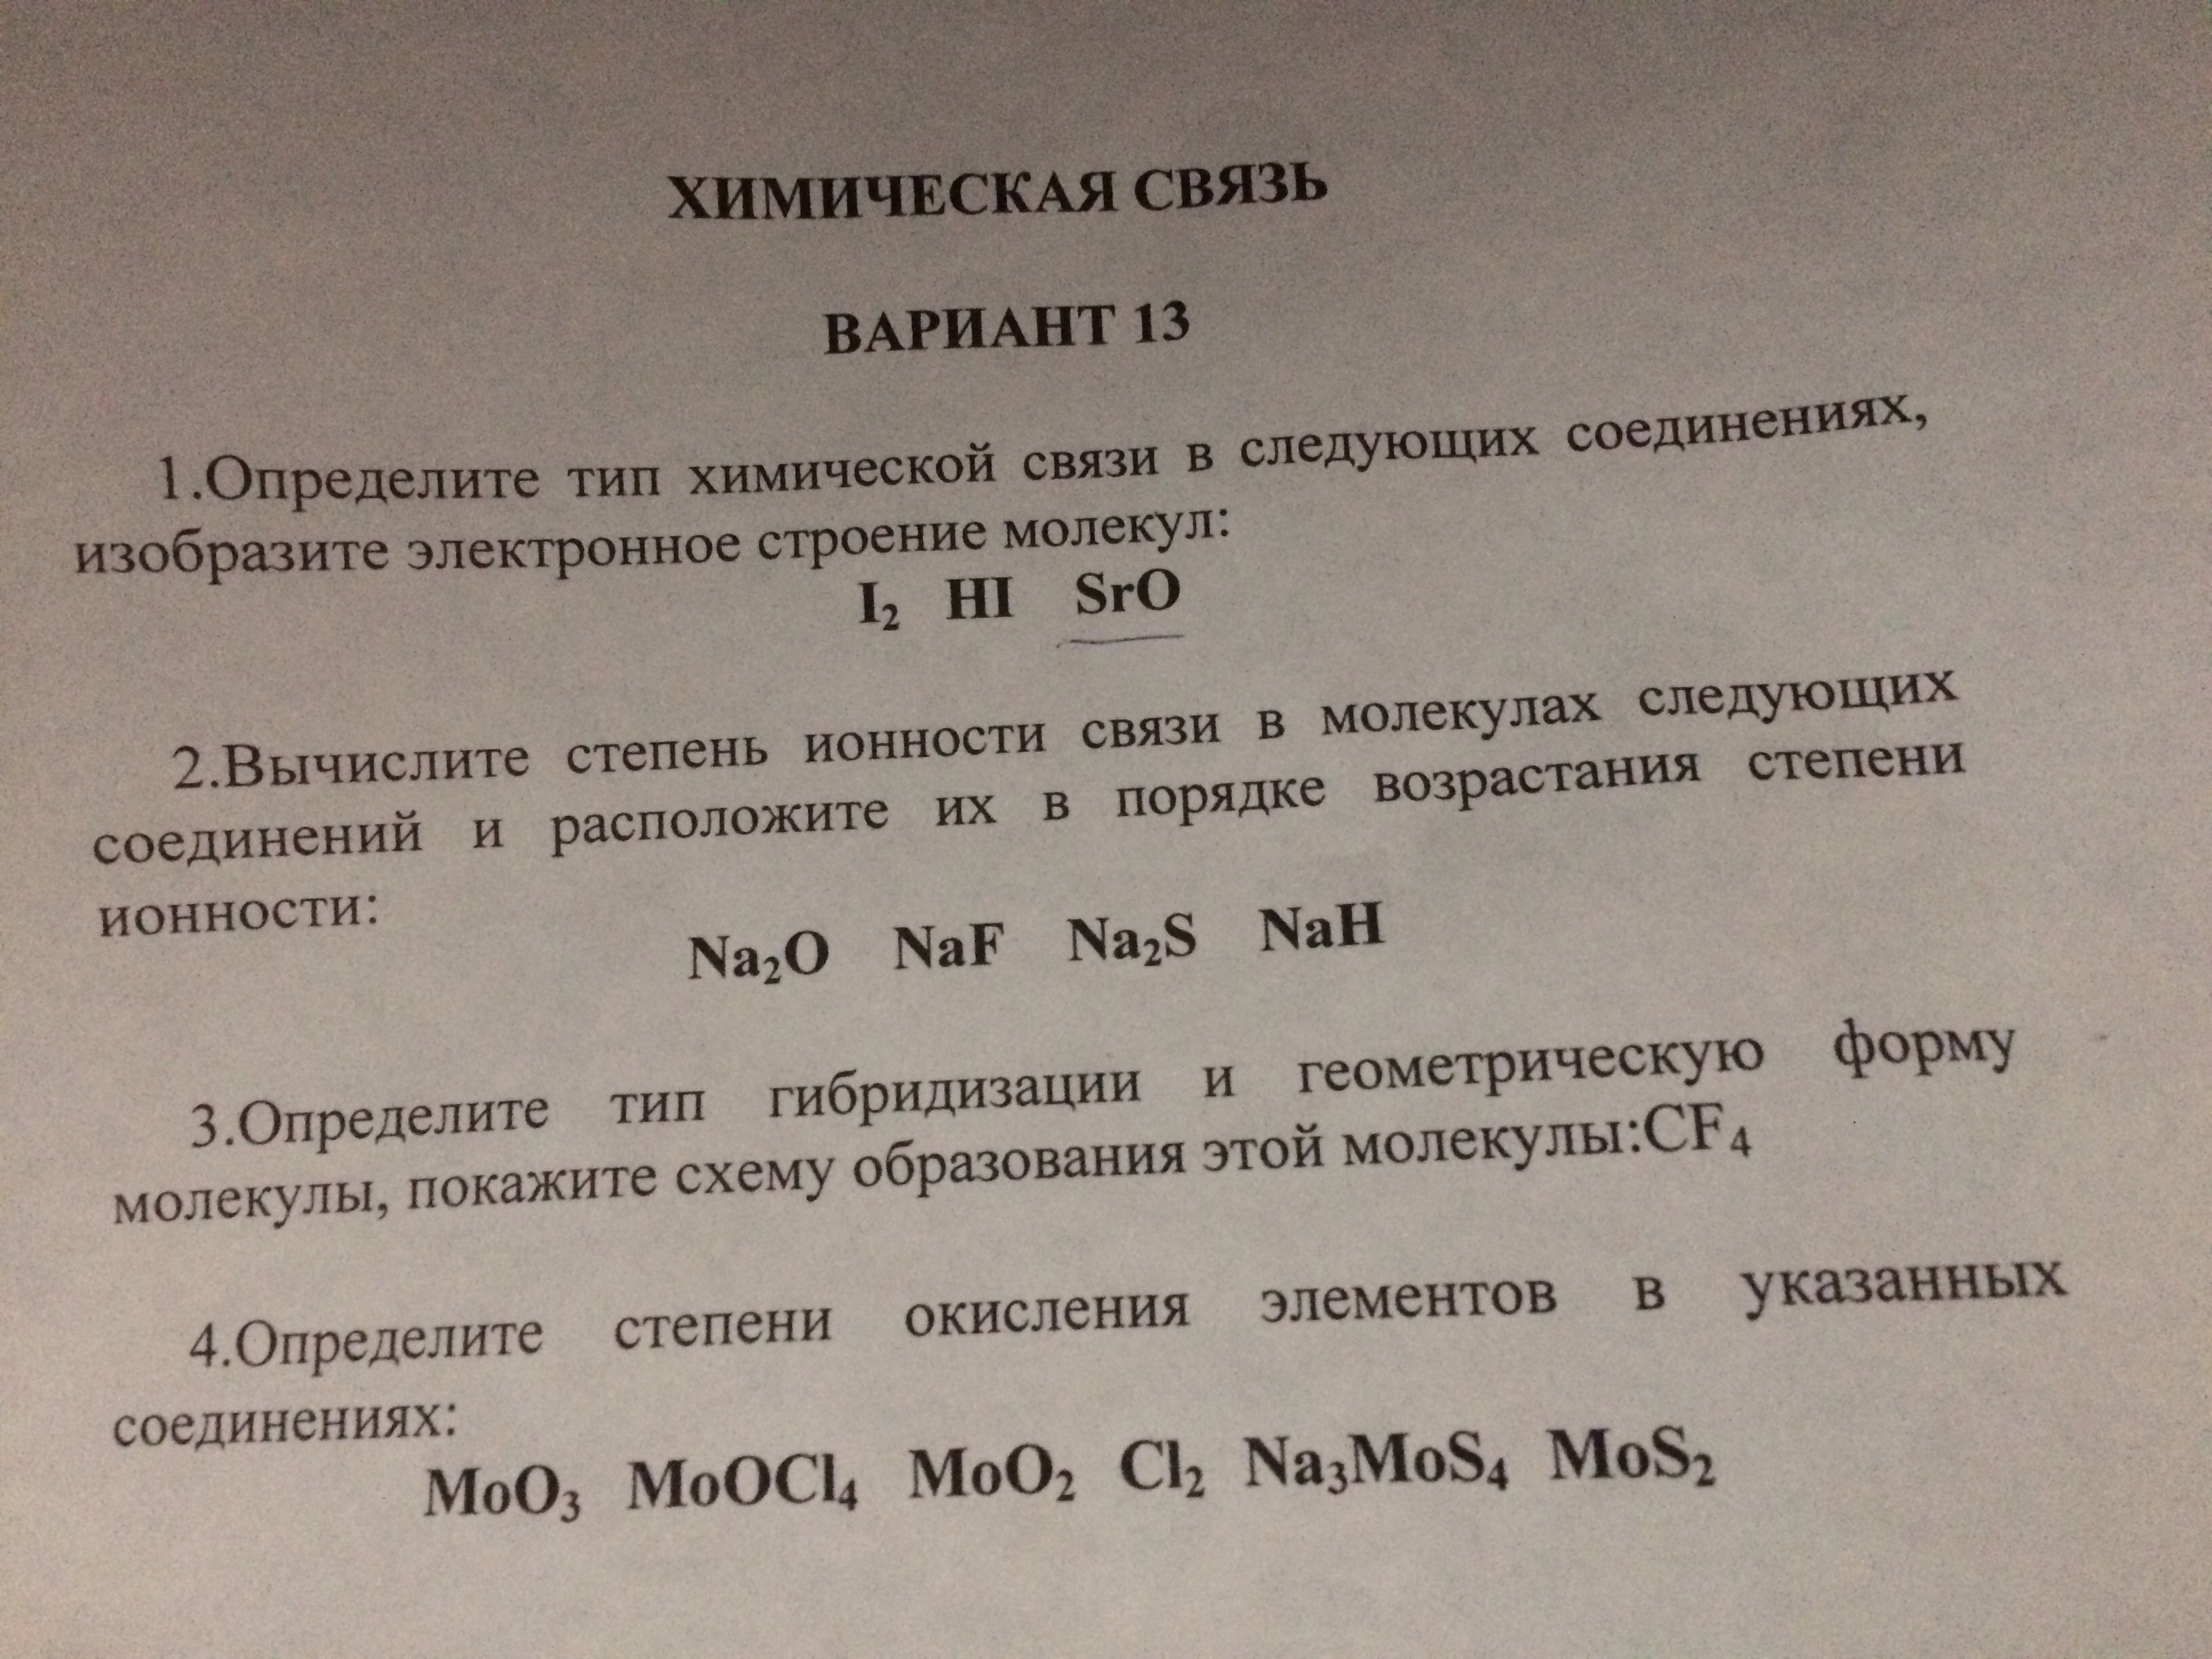 ХИМИЧЕСКАЯ СВЯЗЬ
ВАРИАНТ 13
1.Определите тип химической связи в следующих соединениях,
изобразите электронное строение молекул:
I₂ HI SrO
2.Вычислите степень ионности связи в молекулах следующих
соединений и расположите их в порядке возрастания степени
ионности:
Na₂O NaF Na₂S NaH
3.Определите тип гибридизации и геометрическую форму
молекулы, покажите схему образования этой молекулы:CF₄
4.Определите степени окисления элементов в указанных
соединениях:
MoO₃ MoOCl₄ MoO₂ Cl₂ Na₃MoS₄ MoS₂